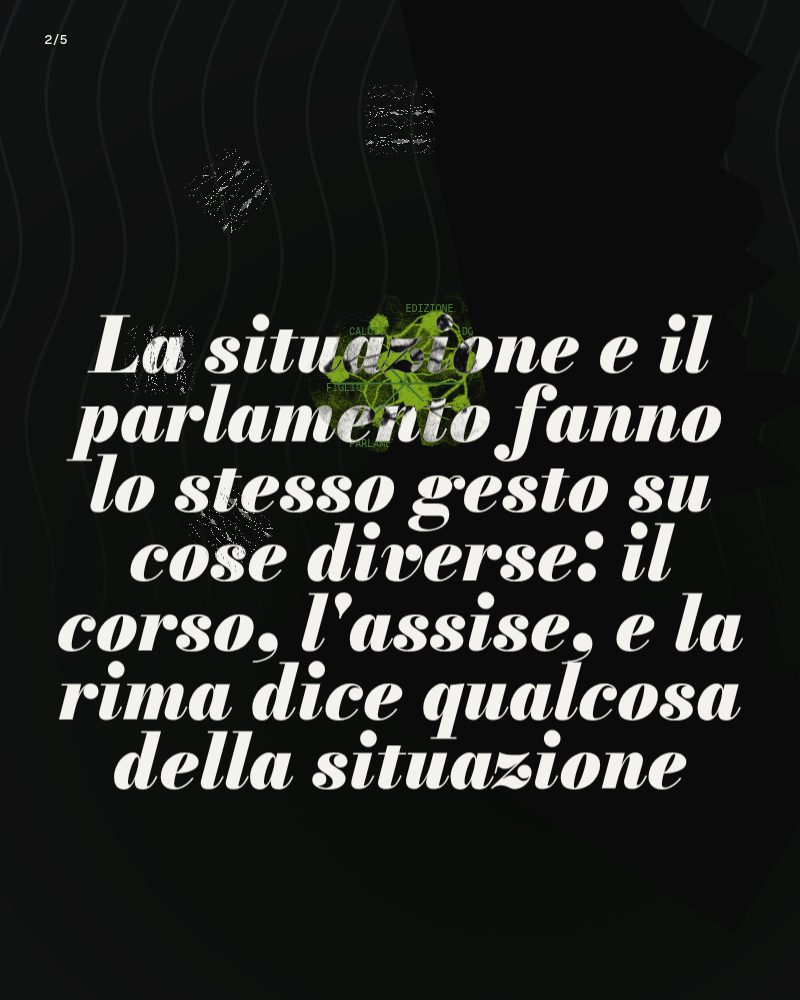 2/5
EDIZIONE
FIGLIO
La situazione e il
parlamento fanno
lo stesso gesto su
cose diverse: il
corso, l'assise, e la
rima dice qualcosa
della situazione